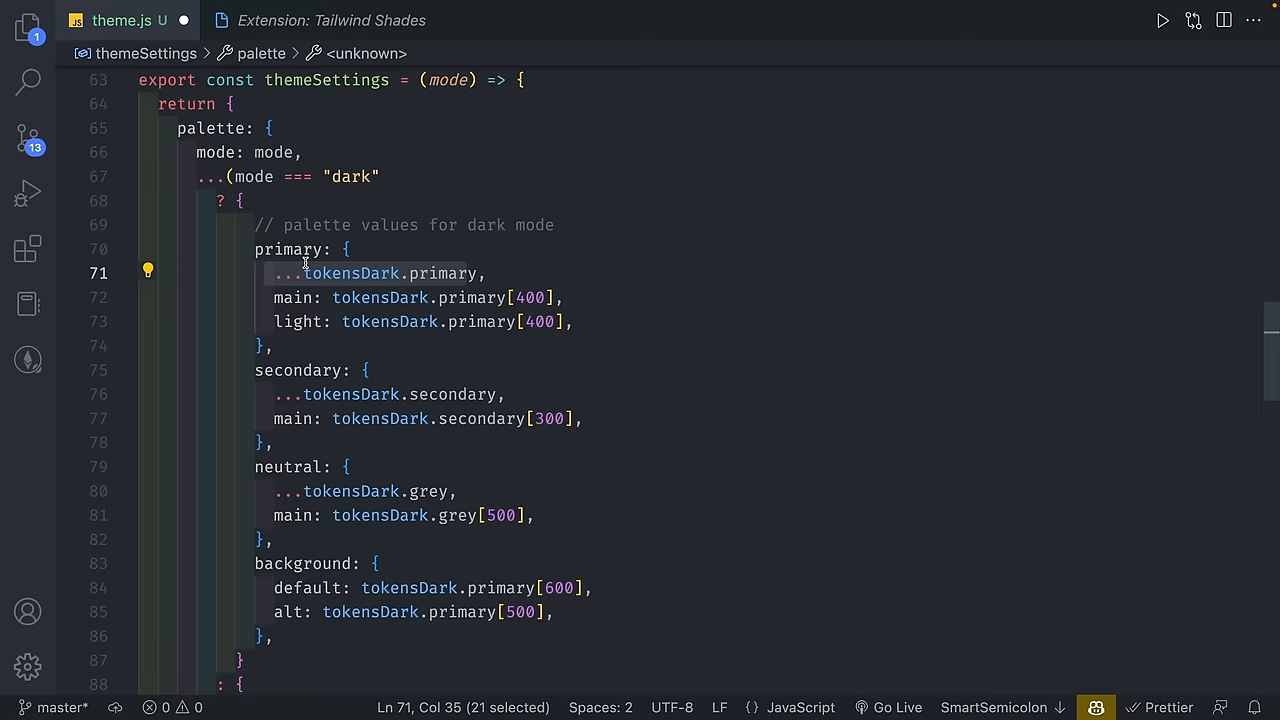 theme.js U
Extension: Tailwind Shades
1
themeSettings > palette > <unknown>
63 export const themeSettings = (mode) => {
64 return {
65 palette: {
66 mode: mode,
67 ...(mode === "dark"
68 ? {
69 // palette values for dark mode
70 primary: {
71 ...tokensDark.primary,
72 main: tokensDark.primary[400],
73 light: tokensDark.primary[400],
74 },
75 secondary: {
76 ...tokensDark.secondary,
77 main: tokensDark.secondary[300],
78 },
79 neutral: {
80 ...tokensDark.grey,
81 main: tokensDark.grey[500],
82 },
83 background: {
84 default: tokensDark.primary[600],
85 alt: tokensDark.primary[500],
86 },
87 }
88 : {
13
master* 0 0 Ln 71, Col 35 (21 selected) Spaces: 2 UTF-8 LF {} JavaScript Go Live SmartSemicolon ↓ Prettier